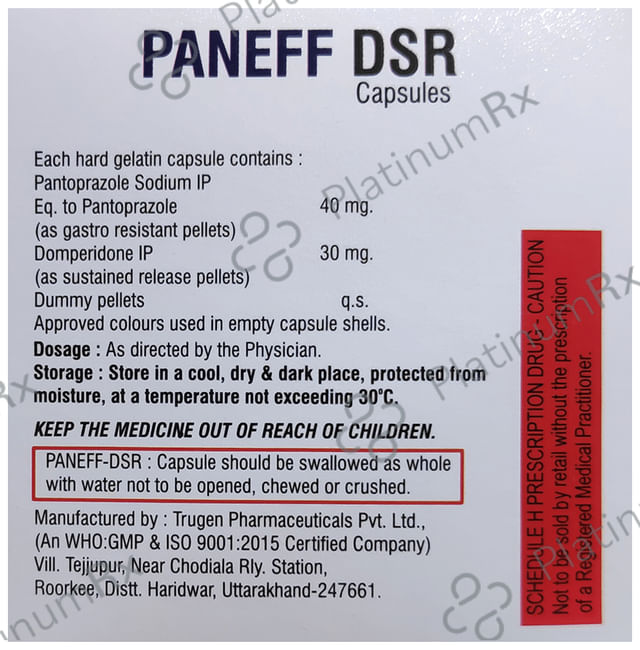 PANEFF DSR
Capsules
Each hard gelatin capsule contains :
Pantoprazole Sodium IP
Eq. to Pantoprazole 40 mg.
(as gastro resistant pellets)
Domperidone IP 30 mg.
(as sustained release pellets)
Dummy pellets q.s.
Approved colours used in empty capsule shells.
Dosage : As directed by the Physician.
Storage : Store in a cool, dry & dark place, protected from
moisture, at a temperature not exceeding 30°C.
KEEP THE MEDICINE OUT OF REACH OF CHILDREN.
PANEFF-DSR : Capsule should be swallowed as whole
with water not to be opened, chewed or crushed.
Manufactured by : Trugen Pharmaceuticals Pvt. Ltd.,
(An WHO:GMP & ISO 9001:2015 Certified Company)
Vill. Tejjupur, Near Chodiala Rly. Station,
Roorkee, Distt. Haridwar, Uttarakhand-247661.
SCHEDULE H PRESCRIPTION DRUG - CAUTION
Not to be sold by retail without the prescription
of a Registered Medical Practitioner.
PlatinumRx
PlatinumRx
PlatinumRx